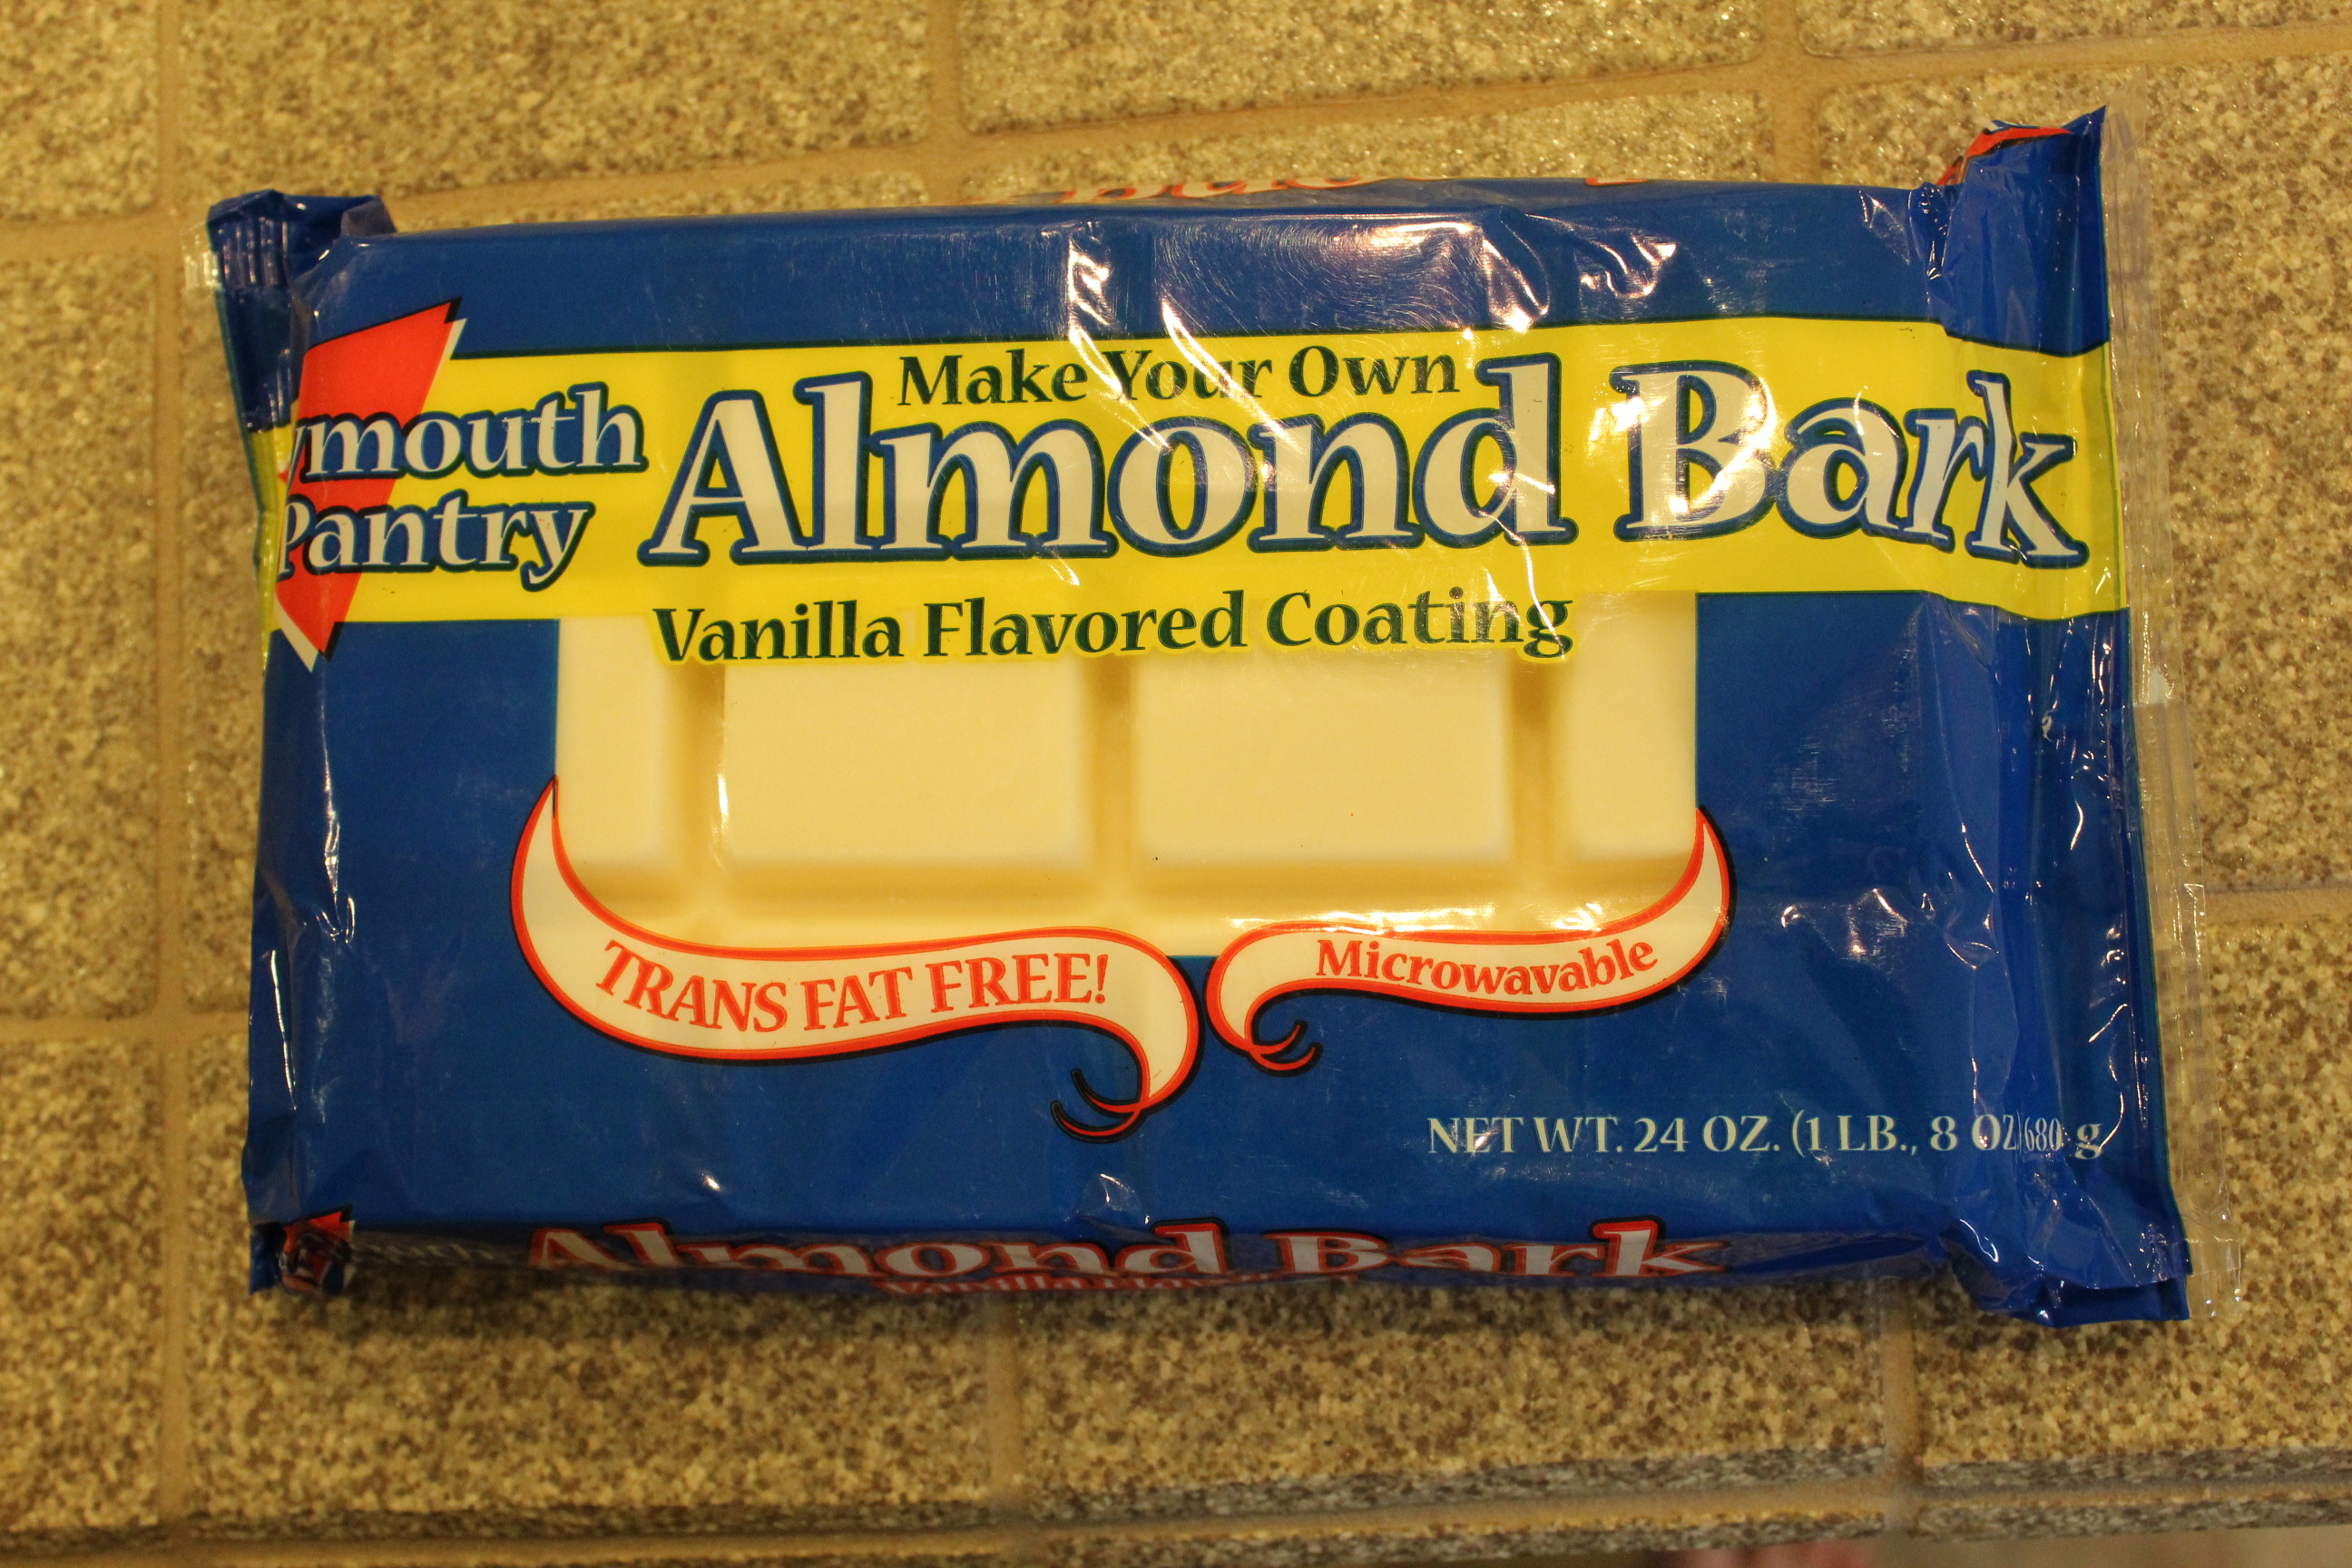 ymouth
Pantry
Make Your Own
Almond Bark
Vanilla Flavored Coating
TRANS FAT FREE!
Microwavable
NET WT. 24 OZ. (1 LB., 8 OZ) 680 g
Almond Bark